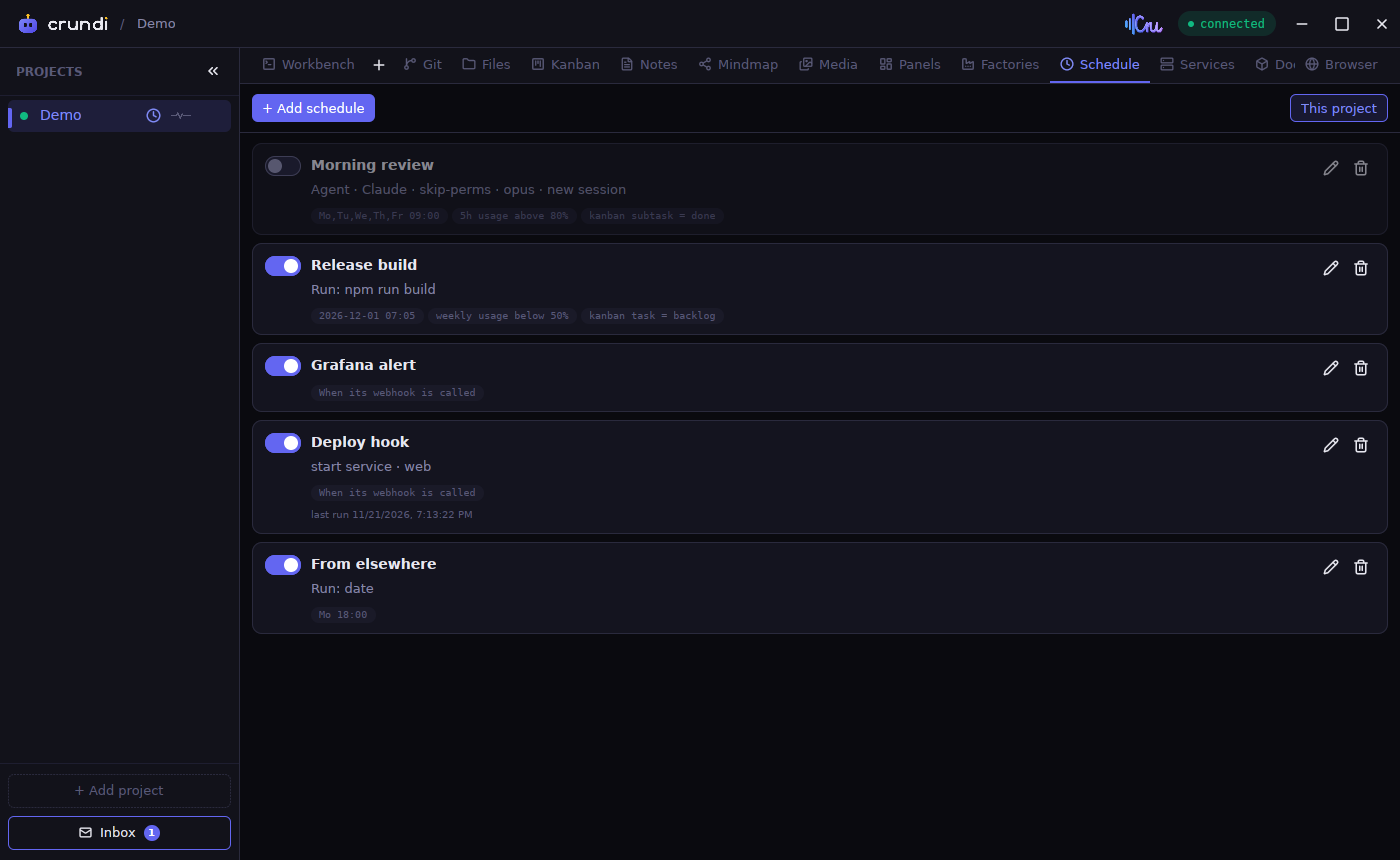 crundi / Demo
Cru
connected
PROJECTS
Workbench + Git Files Kanban Notes Mindmap Media Panels Factories Schedule Services Doc Browser
Demo
+ Add schedule
This project
Morning review
Agent · Claude · skip-perms · opus · new session
Mo,Tu,We,Th,Fr 09:00 5h usage above 80% kanban subtask = done
Release build
Run: npm run build
2026-12-01 07:05 weekly usage below 50% kanban task = backlog
Grafana alert
When its webhook is called
Deploy hook
start service · web
When its webhook is called
last run 11/21/2026, 7:13:22 PM
From elsewhere
Run: date
Mo 18:00
+ Add project
Inbox 1